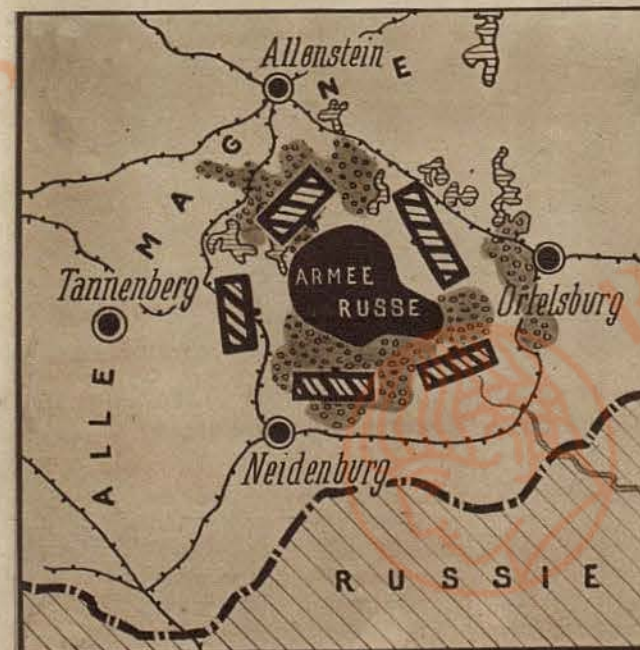 Allenstein
ALLEMAGNE
Tannenberg
ARMEE
RUSSE
Ortelsburg
Neidenburg
RUSSIE